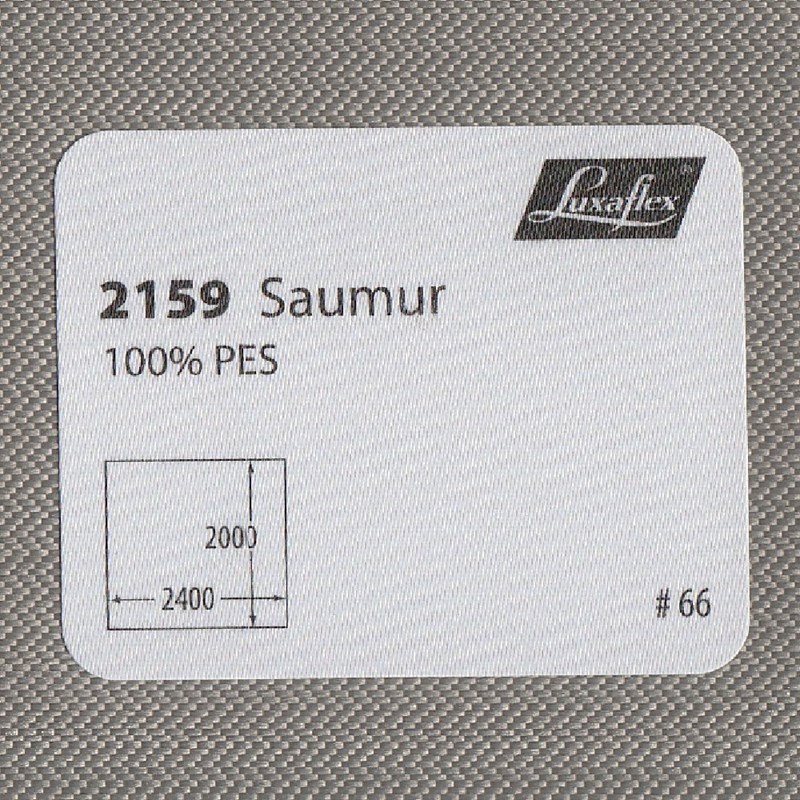 Luxaflex®
2159 Saumur
100% PES
2000
2400
# 66